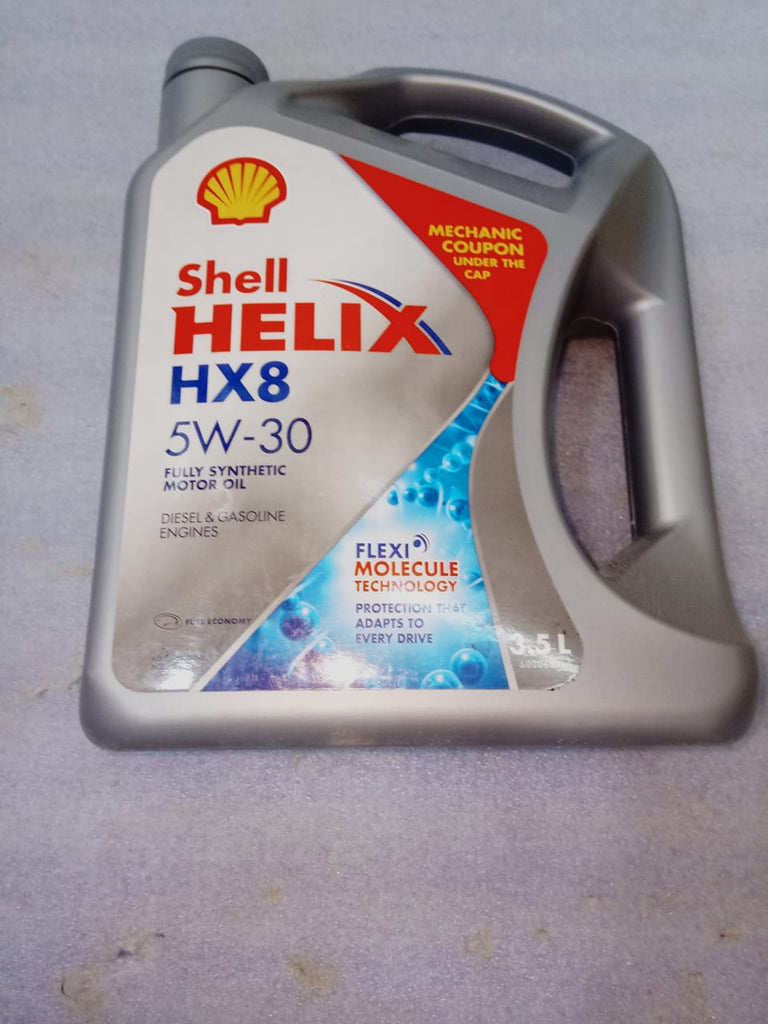 MECHANIC
COUPON
UNDER THE
CAP
Shell
HELIX
HX8
5W-30
FULLY SYNTHETIC
MOTOR OIL
DIESEL & GASOLINE
ENGINES
FLEXI
MOLECULE
TECHNOLOGY
PROTECTION THAT
ADAPTS TO
EVERY DRIVE
FUEL ECONOMY
3.5 L